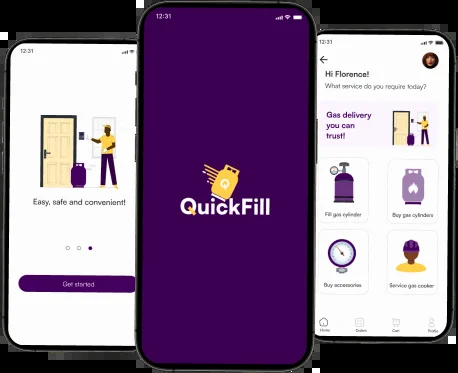 12:31
Easy, safe and convenient!
Get started
12:31
QuickFill
12:31
Hi Florence!
What service do you require today?
Gas delivery
you can
trust!
Fill gas cylinder
Buy gas cylinders
Buy accessories
Service gas cooker
Home
Orders
Cart
Profile